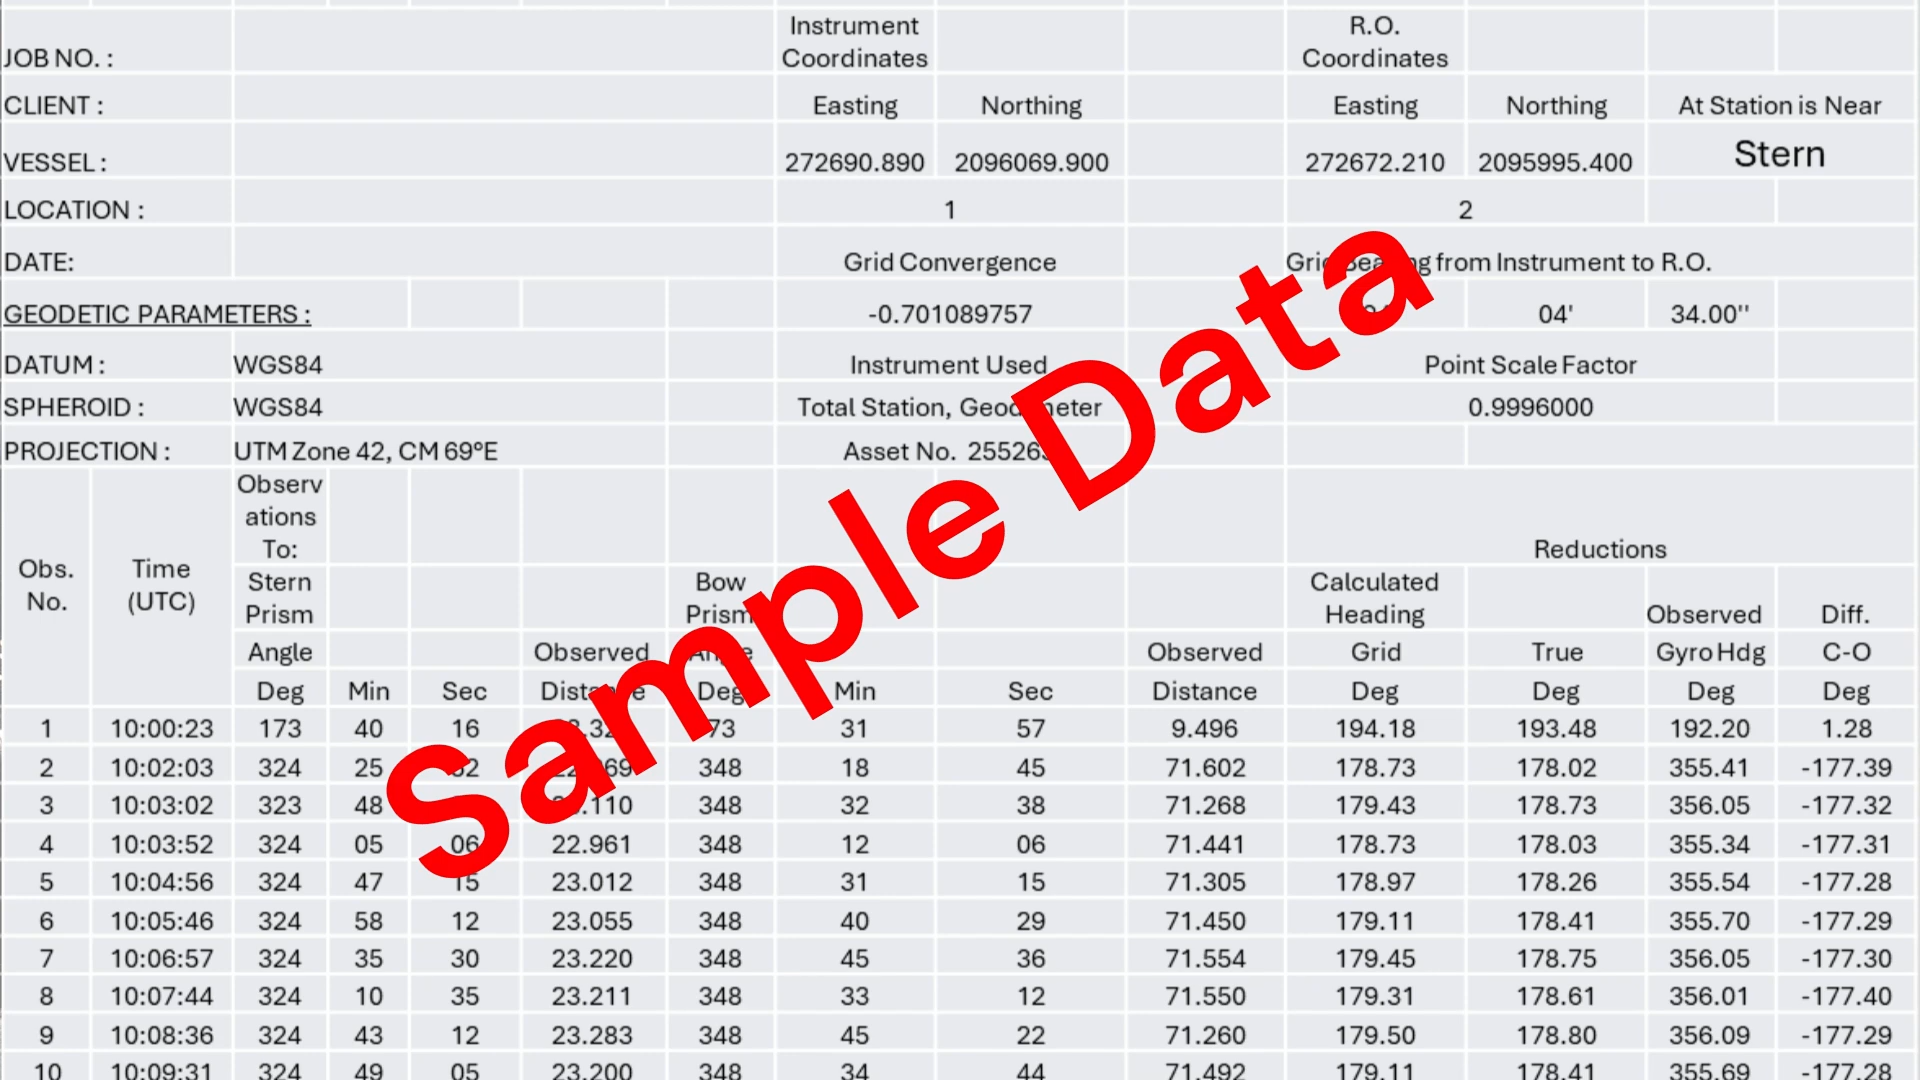 Instrument Coordinates R.O. Coordinates
JOB NO. :
CLIENT : Easting Northing Easting Northing At Station is Near
VESSEL : 272690.890 2096069.900 272672.210 2095995.400 Stern
LOCATION : 1 2
DATE: Grid Convergence Grid Bearing from Instrument to R.O.
GEODETIC PARAMETERS : -0.701089757 04' 34.00''
DATUM : WGS84 Instrument Used Point Scale Factor
SPHEROID : WGS84 Total Station, Geodimeter 0.9996000
PROJECTION : UTM Zone 42, CM 69°E Asset No.
Obs. No. Time (UTC) Observ ations To: Reductions
Stern Prism Bow Prism Calculated Heading Observed Diff.
Angle Observed Angle Observed Grid True Gyro Hdg C-O
Deg Min Sec Distance Deg Min Sec Distance Deg Deg Deg Deg
1 10:00:23 173 40 16 31 57 9.496 194.18 193.48 192.20 1.28
2 10:02:03 324 25 348 18 45 71.602 178.73 178.02 355.41 -177.39
3 10:03:02 323 48 348 32 38 71.268 179.43 178.73 356.05 -177.32
4 10:03:52 324 05 06 22.961 348 12 06 71.441 178.73 178.03 355.34 -177.31
5 10:04:56 324 47 15 23.012 348 31 15 71.305 178.97 178.26 355.54 -177.28
6 10:05:46 324 58 12 23.055 348 40 29 71.450 179.11 178.41 355.70 -177.29
7 10:06:57 324 35 30 23.220 348 45 36 71.554 179.45 178.75 356.05 -177.30
8 10:07:44 324 10 35 23.211 348 33 12 71.550 179.31 178.61 356.01 -177.40
9 10:08:36 324 43 12 23.283 348 45 22 71.260 179.50 178.80 356.09 -177.29
10 10:09:31 324 49 05 23.200 348 34 44 71.492 179.11 178.41 355.69 -177.28
Sample Data